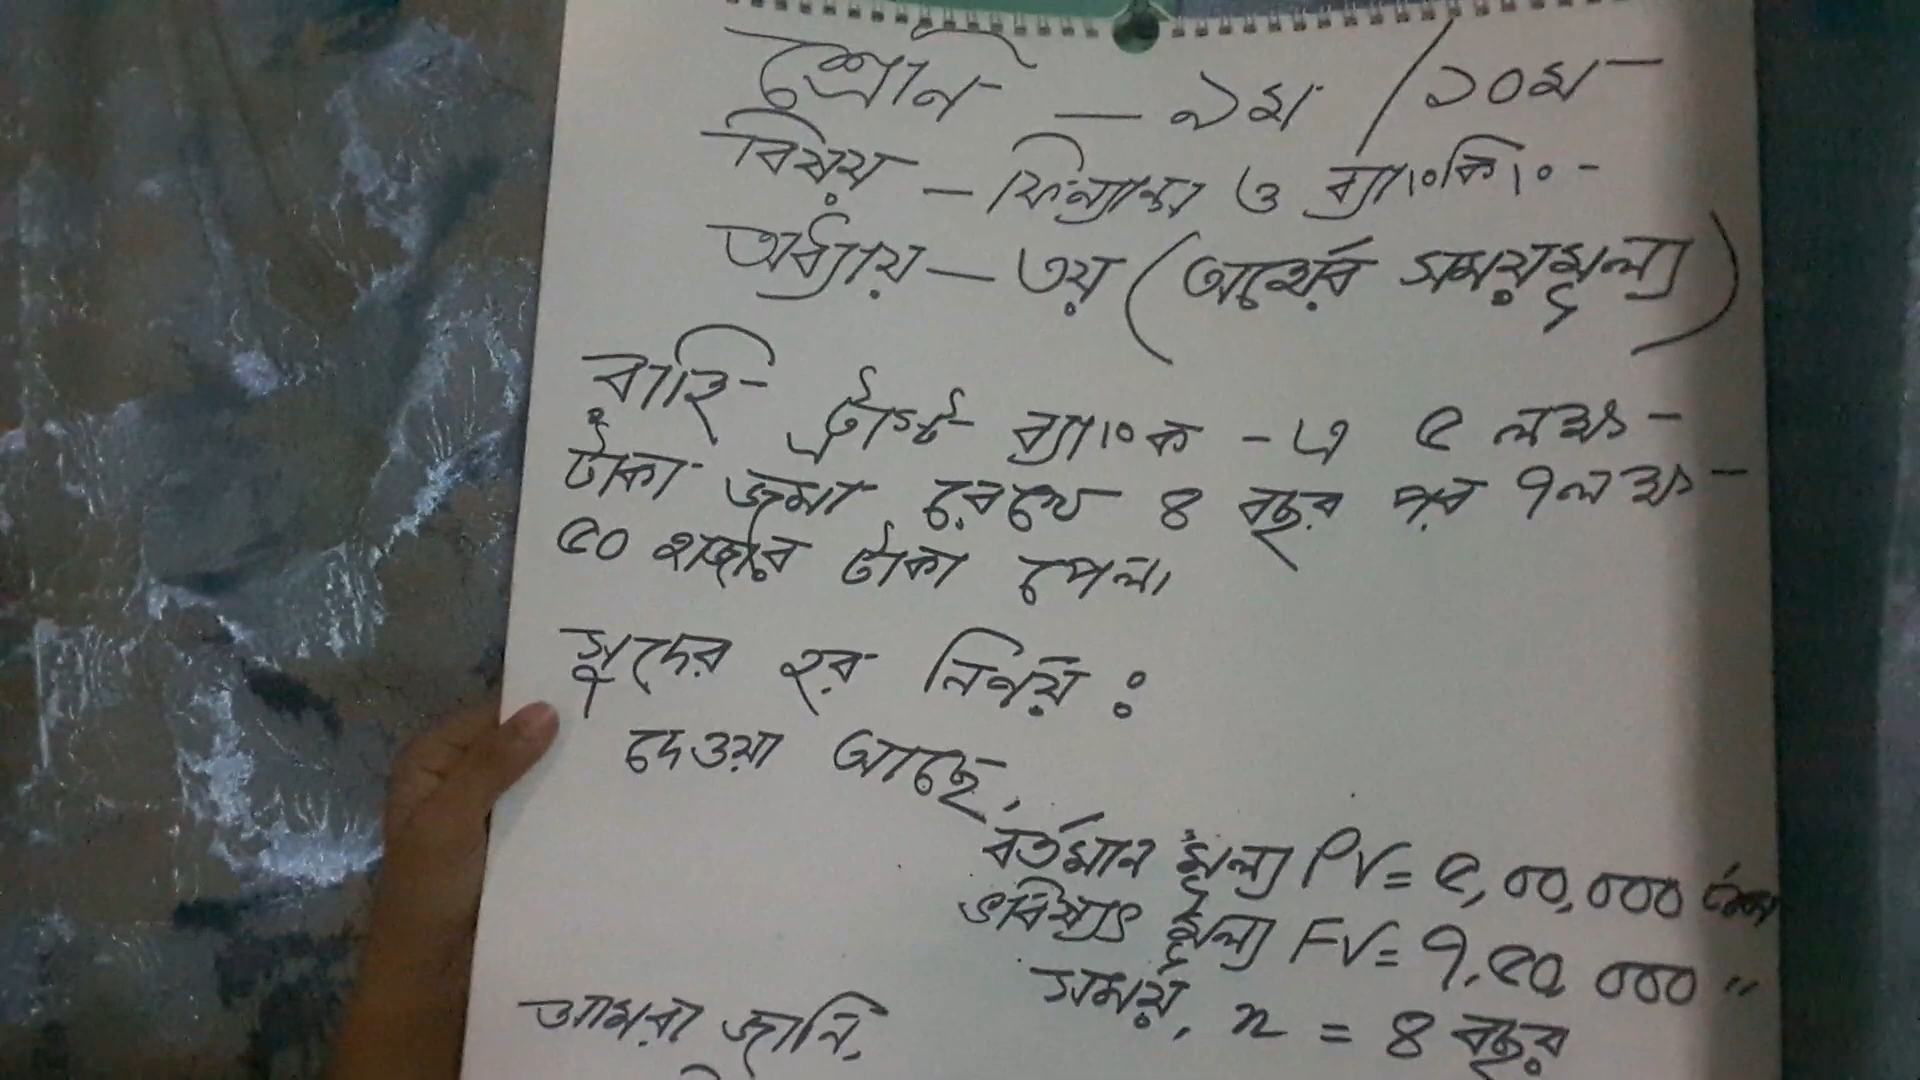 শ্রেনি — ৯ম / ১০ম
বিষয় – ফিন্যান্স ও ব্যাংকিং
অধ্যায় — ৩য় (অর্থের সময়মূল্য)
রাহি ট্রাস্ট ব্যাংক - এ ৫ লক্ষ
টাকা জমা রেখে ৪ বছর পর ৭লক্ষ
৫০ হাজার টাকা পেল।
সুদের হার নির্ণয় :
দেওয়া আছে,
বর্তমান মূল্য PV = ৫,০০,০০০ টাকা
ভবিষ্যৎ মূল্য FV = ৭,৫০,০০০ "
সময়, n = ৪ বছর
আমরা জানি,